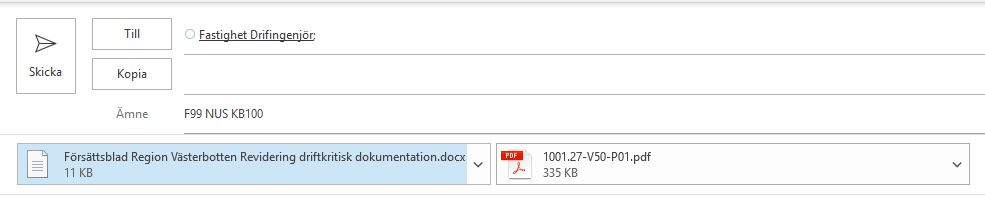 Skicka
Till
Fastighet Drifingenjör;
Kopia
Ämne
F99 NUS KB100
Försättsblad Region Västerbotten Revidering driftkritisk dokumentation.docx
11 KB
PDF
1001.27-V50-P01.pdf
335 KB